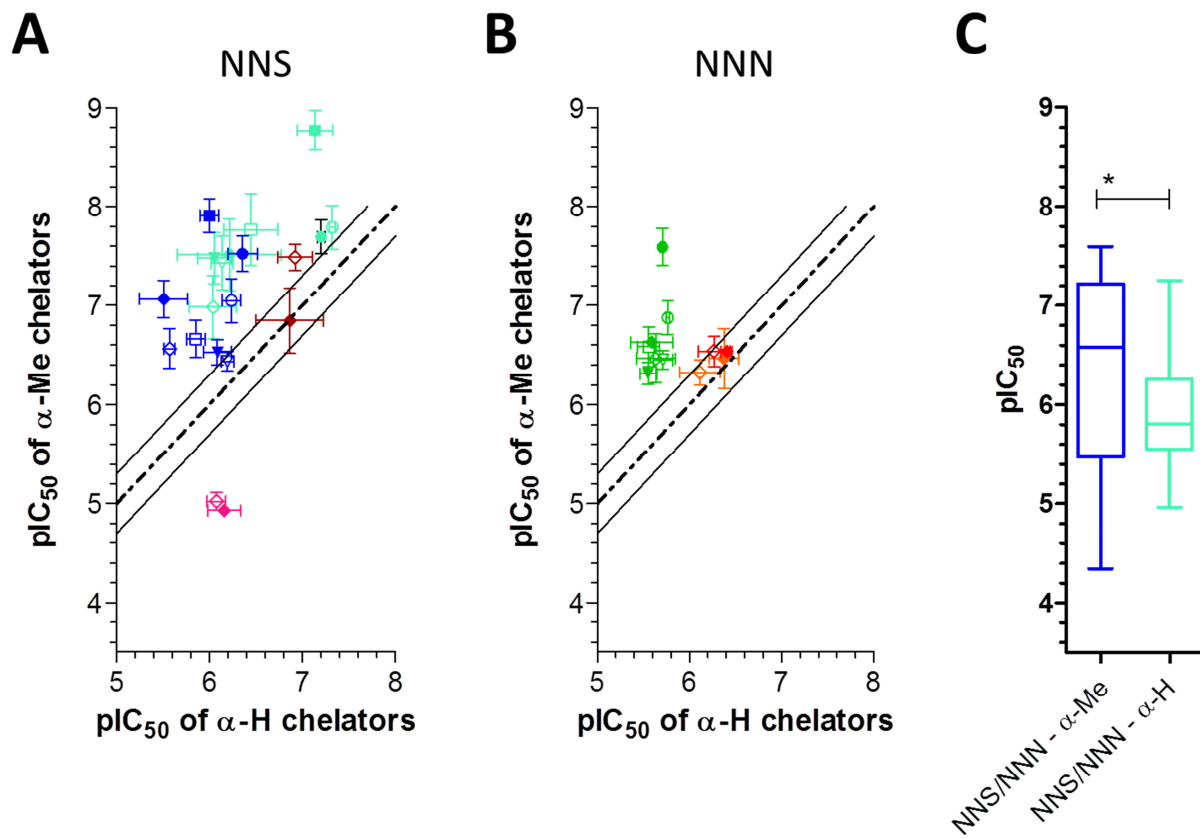 A
NNS
9
8
7
6
5
4
pIC50 of α-Me chelators
5 6 7 8
pIC50 of α-H chelators
B
NNN
9
8
7
6
5
4
pIC50 of α-Me chelators
5 6 7 8
pIC50 of α-H chelators
C
9
8
7
6
5
4
pIC50
*
NNS/NNN - α-Me
NNS/NNN - α-H